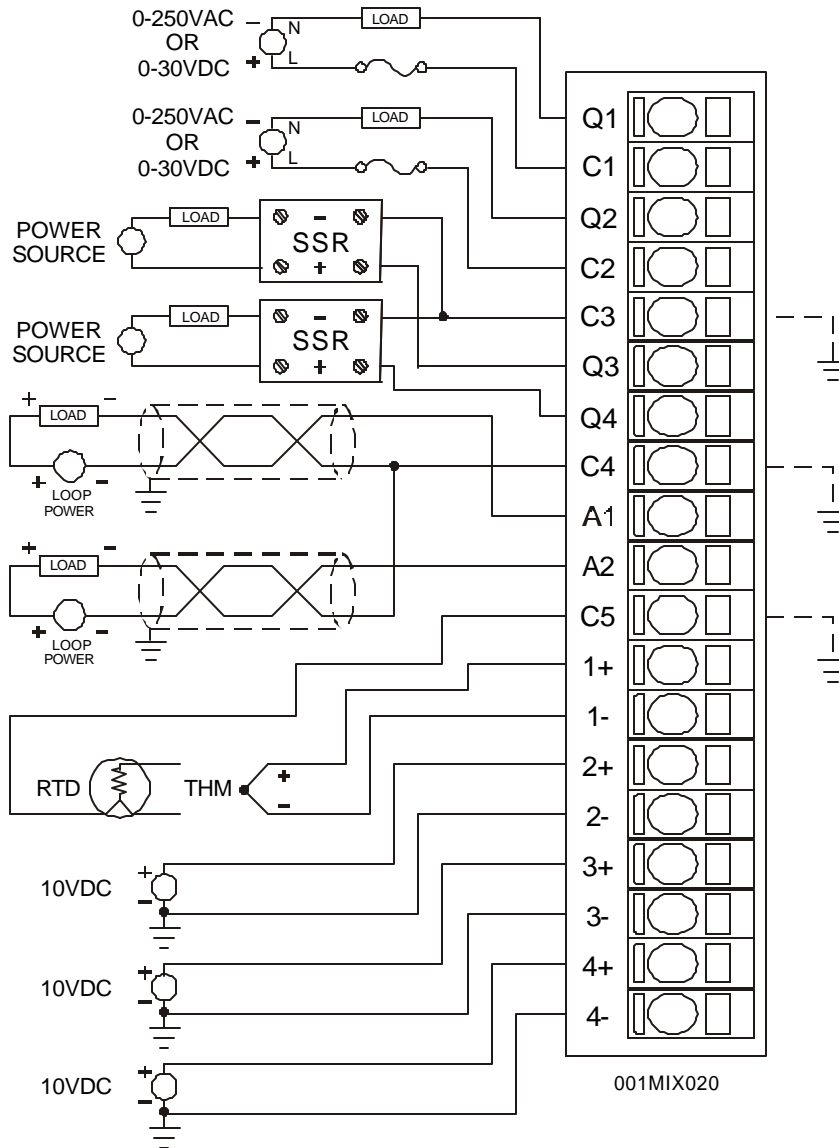 0-250VAC
OR
0-30VDC
−
+
N
L
LOAD
0-250VAC
OR
0-30VDC
−
+
N
L
LOAD
POWER
SOURCE
LOAD
−
SSR
+
POWER
SOURCE
LOAD
−
SSR
+
+ −
LOAD
+ −
LOOP
POWER
+ −
LOAD
+ −
LOOP
POWER
RTD
THM
+
−
10VDC
+
−
10VDC
+
−
10VDC
+
−
Q1
C1
Q2
C2
C3
Q3
Q4
C4
A1
A2
C5
1+
1-
2+
2-
3+
3-
4+
4-
001MIX020